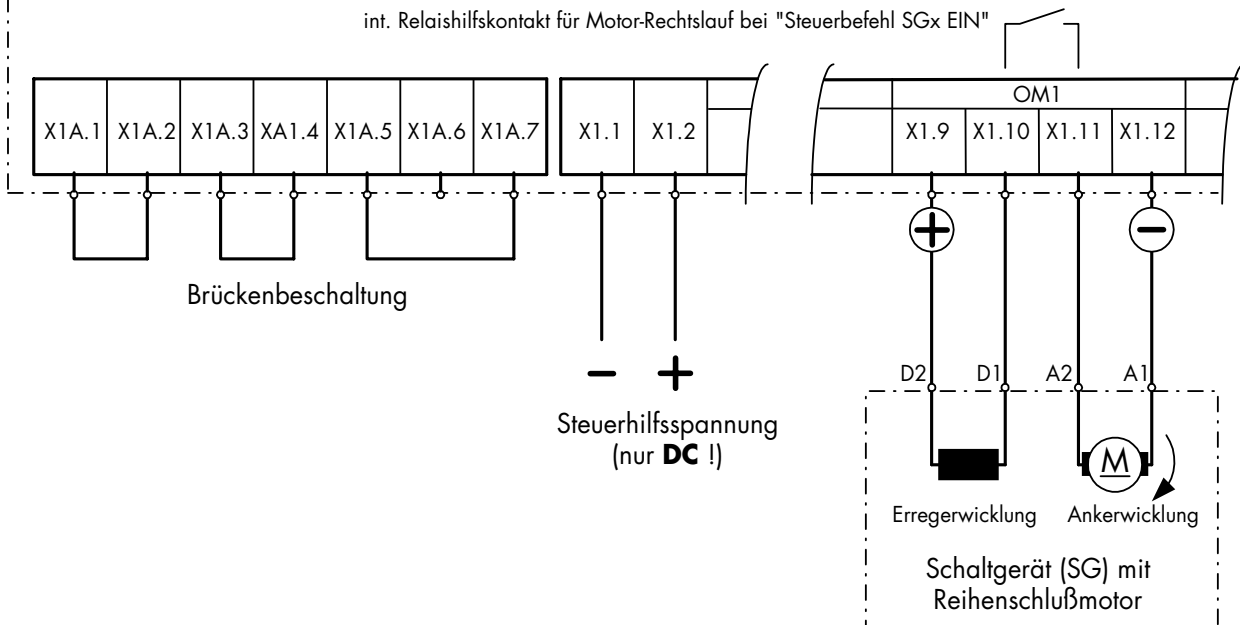 int. Relaishilfskontakt für Motor-Rechtslauf bei "Steuerbefehl SGx EIN"
OM1
X1A.1 X1A.2 X1A.3 XA1.4 X1A.5 X1A.6 X1A.7 X1.1 X1.2 X1.9 X1.10 X1.11 X1.12
+ −
Brückenbeschaltung
− +
D2 D1 A2 A1
Steuerhilfsspannung
(nur DC !)
M
Erregerwicklung Ankerwicklung
Schaltgerät (SG) mit
Reihenschlußmotor